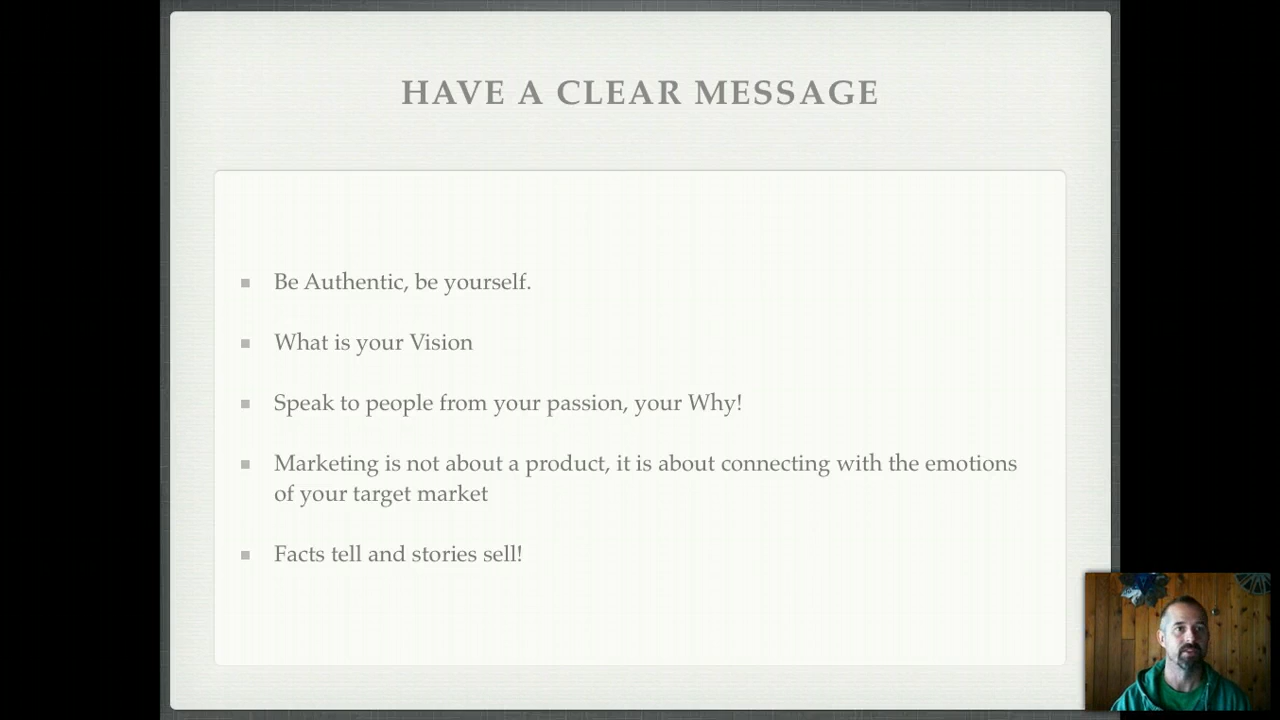 HAVE A CLEAR MESSAGE
Be Authentic, be yourself.
What is your Vision
Speak to people from your passion, your Why!
Marketing is not about a product, it is about connecting with the emotions
of your target market
Facts tell and stories sell!